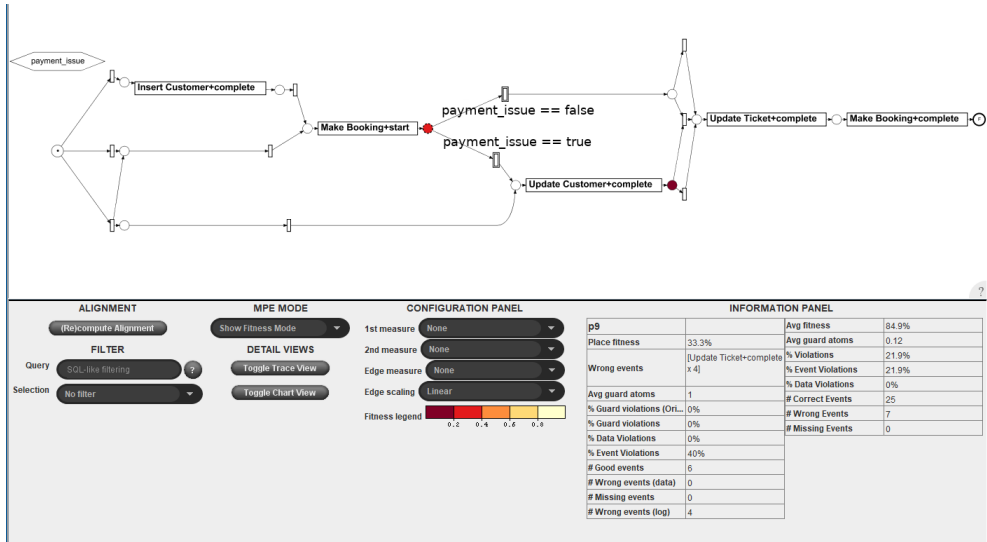 payment_issue
Insert Customer+complete
Make Booking+start
payment_issue == false
payment_issue == true
Update Customer+complete
Update Ticket+complete
Make Booking+complete
?
ALIGNMENT
(Re)compute Alignment
FILTER
Query
SQL-like filtering
?
Selection
No filter
MPE MODE
Show Fitness Mode
DETAIL VIEWS
Toggle Trace View
Toggle Chart View
CONFIGURATION PANEL
1st measure None
2nd measure None
Edge measure None
Edge scaling Linear
Fitness legend
0.2 0.4 0.6 0.8
INFORMATION PANEL
p9
Place fitness 33.3%
Wrong events [Update Ticket+complete
x 4]
Avg guard atoms 1
% Guard violations (Ori... 0%
% Guard violations 0%
% Data Violations 0%
% Event Violations 40%
# Good events 6
# Wrong events (data) 0
# Missing events 0
# Wrong events (log) 4
Avg fitness 84.9%
Avg guard atoms 0.12
% Violations 21.9%
% Event Violations 21.9%
% Data Violations 0%
# Correct Events 25
# Wrong Events 7
# Missing Events 0